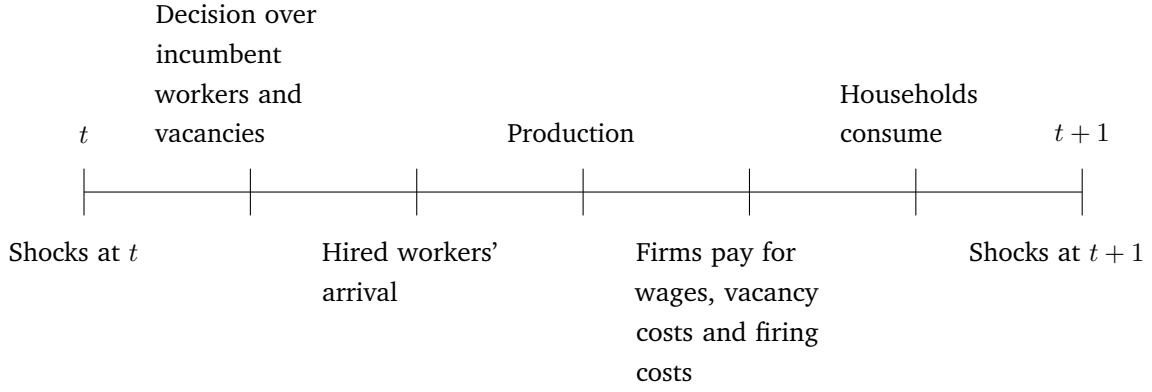 Decision over
incumbent
workers and
vacancies
t
Production
Households
consume
t + 1
Shocks at t
Hired workers’
arrival
Firms pay for
wages, vacancy
costs and firing
costs
Shocks at t + 1